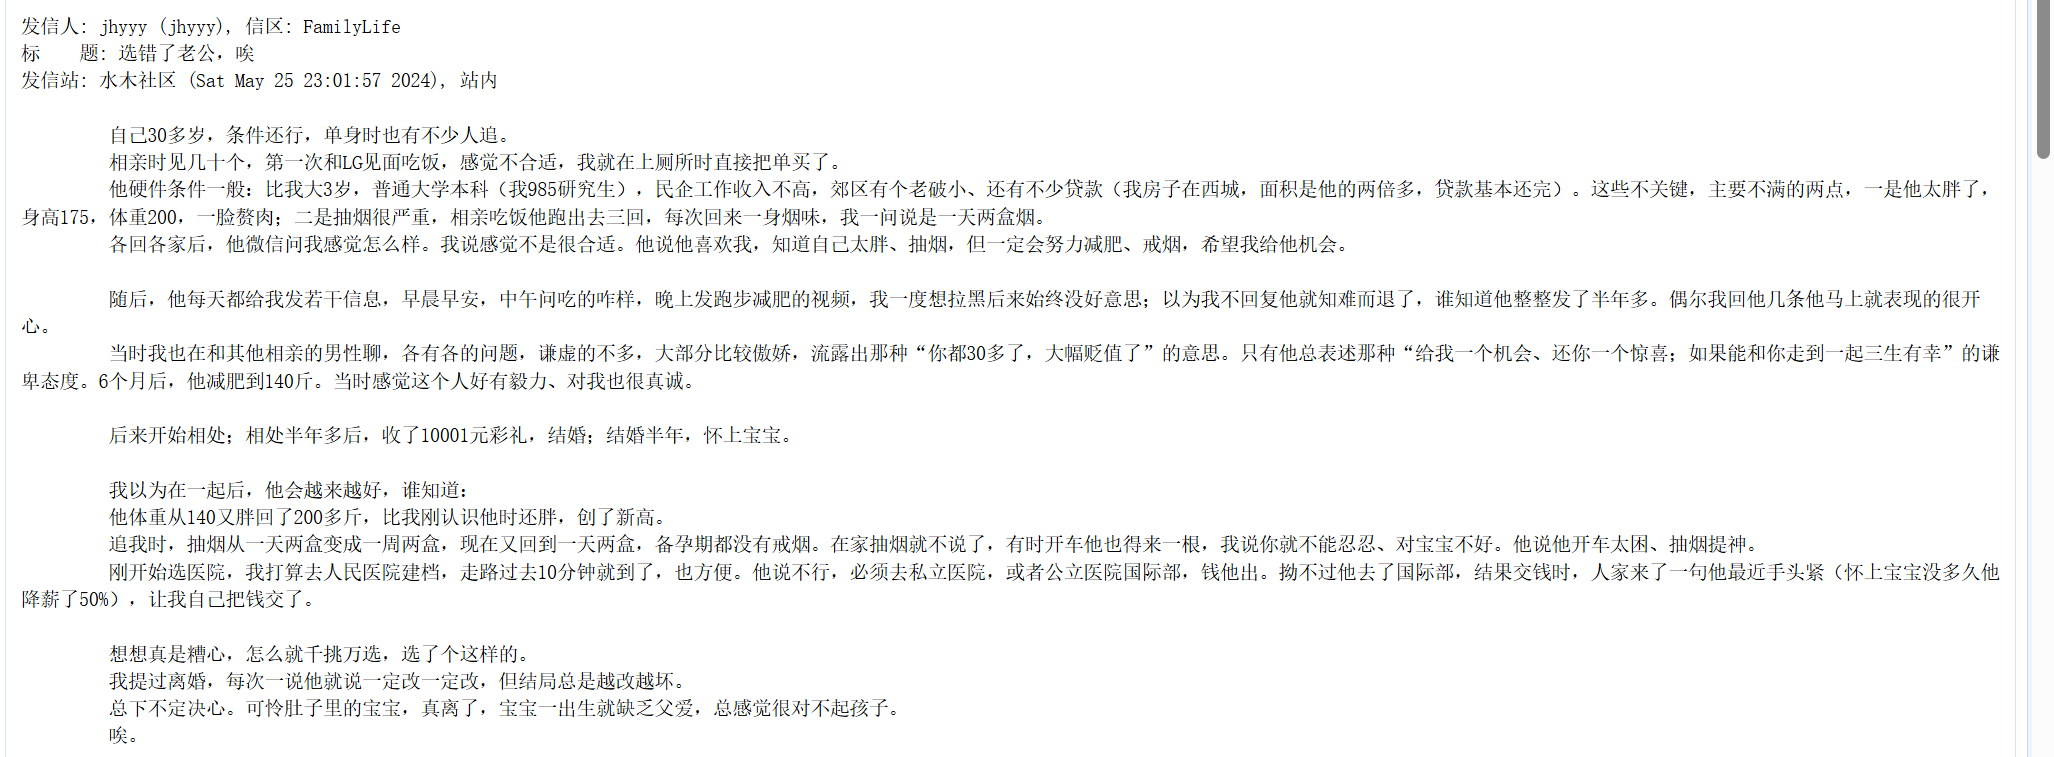 发信人: jhyyy (jhyyy), 信区: FamilyLife
标　　题: 选错了老公，唉
发信站: 水木社区 (Sat May 25 23:01:57 2024), 站内
自己30多岁，条件还行，单身时也有不少人追。
相亲时见几十个，第一次和LG见面吃饭，感觉不合适，我就在上厕所时直接把单买了。
他硬件条件一般：比我大3岁，普通大学本科（我985研究生），民企工作收入不高，郊区有个老破小、还有不少贷款（我房子在西城，面积是他的两倍多，贷款基本还完）。这些不关键，主要不满的两点，一是他太胖了，
身高175，体重200，一脸赘肉；二是抽烟很严重，相亲吃饭他跑出去三回，每次回来一身烟味，我一问说是一天两盒烟。
各回各家后，他微信问我感觉怎么样。我说感觉不是很合适。他说他喜欢我，知道自己太胖、抽烟，但一定会努力减肥、戒烟，希望我给他机会。
随后，他每天都给我发若干信息，早晨早安，中午问吃的咋样，晚上发跑步减肥的视频，我一度想拉黑后来始终没好意思；以为我不回复他就知难而退了，谁知道他整整发了半年多。偶尔我回他几条他马上就表现的很开
心。
当时我也在和其他相亲的男性聊，各有各的问题，谦虚的不多，大部分比较傲娇，流露出那种“你都30多了，大幅贬值了”的意思。只有他总表述那种“给我一个机会、还你一个惊喜；如果能和你走到一起三生有幸”的谦
卑态度。6个月后，他减肥到140斤。当时感觉这个人好有毅力、对我也很真诚。
后来开始相处；相处半年多后，收了10001元彩礼，结婚；结婚半年，怀上宝宝。
我以为在一起后，他会越来越好，谁知道：
他体重从140又胖回了200多斤，比我刚认识他时还胖，创了新高。
追我时，抽烟从一天两盒变成一周两盒，现在又回到一天两盒，备孕期都没有戒烟。在家抽烟就不说了，有时开车他也得来一根，我说你就不能忍忍、对宝宝不好。他说他开车太困、抽烟提神。
刚开始选医院，我打算去人民医院建档，走路过去10分钟就到了，也方便。他说不行，必须去私立医院，或者公立医院国际部，钱他出。拗不过他去了国际部，结果交钱时，人家来了一句他最近手头紧（怀上宝宝没多久他
降薪了50%），让我自己把钱交了。
想想真是糟心，怎么就千挑万选，选了个这样的。
我提过离婚，每次一说他就说一定改一定改，但结局总是越改越坏。
总下不定决心。可怜肚子里的宝宝，真离了，宝宝一出生就缺乏父爱，总感觉很对不起孩子。
唉。